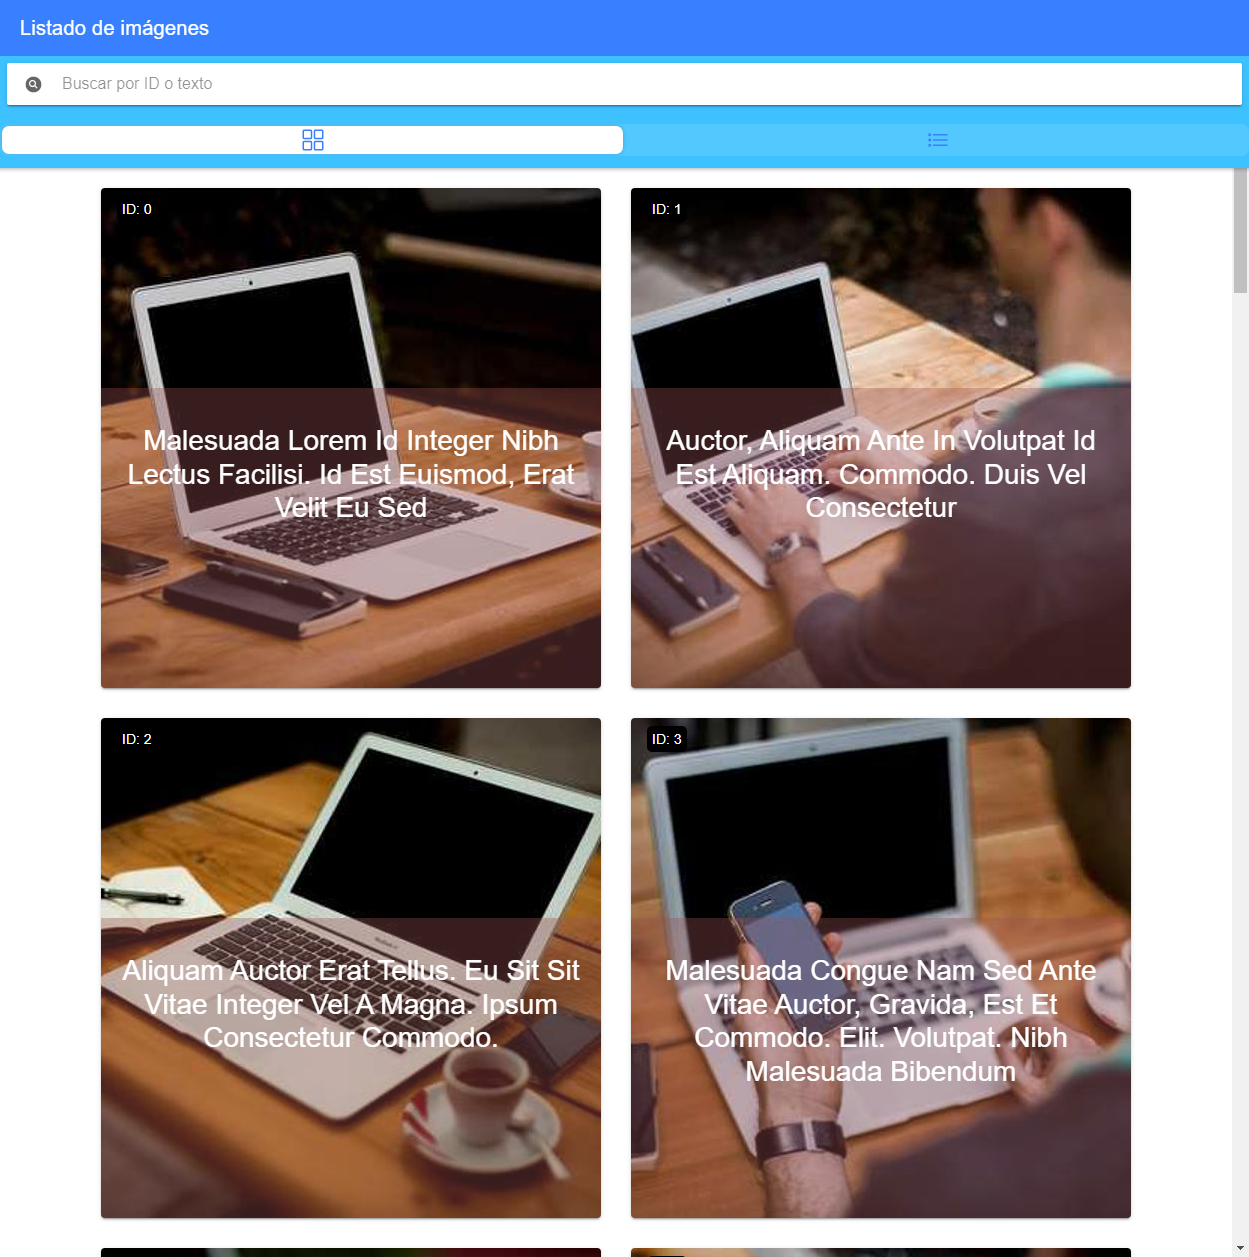 Listado de imágenes
Buscar por ID o texto
ID: 0
Malesuada Lorem Id Integer Nibh
Lectus Facilisi. Id Est Euismod, Erat
Velit Eu Sed
ID: 1
Auctor, Aliquam Ante In Volutpat Id
Est Aliquam. Commodo. Duis Vel
Consectetur
ID: 2
Aliquam Auctor Erat Tellus. Eu Sit Sit
Vitae Integer Vel A Magna. Ipsum
Consectetur Commodo.
ID: 3
Malesuada Congue Nam Sed Ante
Vitae Auctor, Gravida, Est Et
Commodo. Elit. Volutpat. Nibh
Malesuada Bibendum